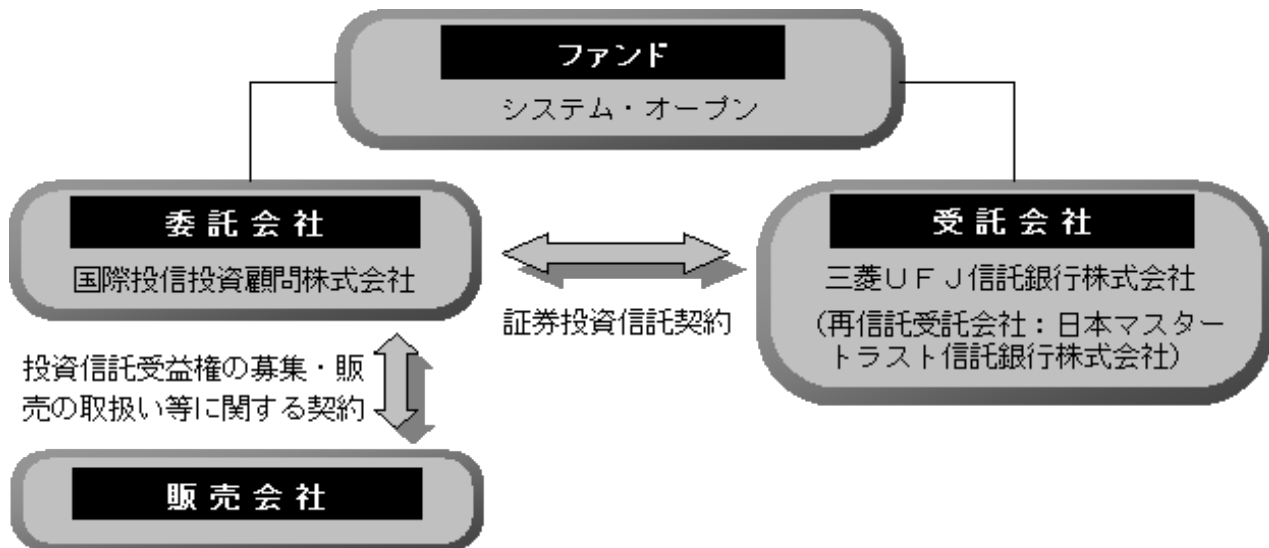 ファンド
システム・オープン
委託会社
国際投信投資顧問株式会社
受託会社
三菱UFJ信託銀行株式会社
(再信託受託会社：日本マスター
トラスト信託銀行株式会社)
証券投資信託契約
投資信託受益権の募集・販
売の取扱い等に関する契約
販売会社